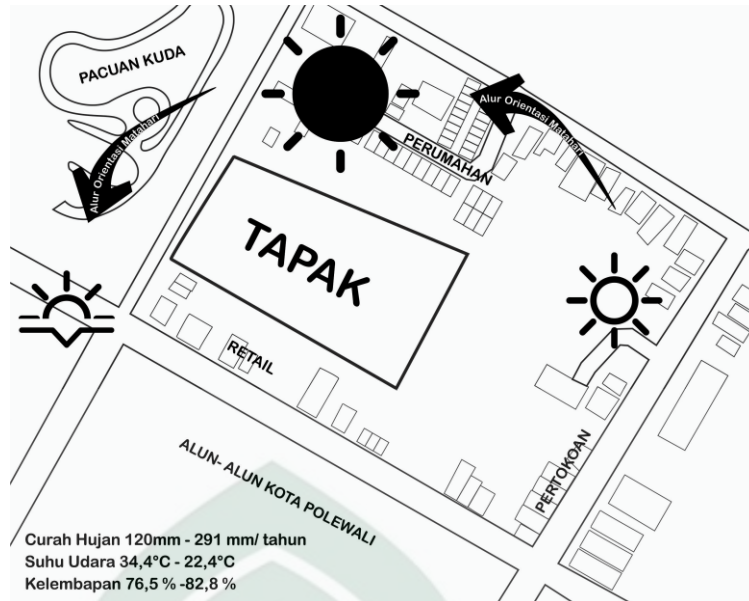 PACUAN KUDA
Alur Orientasi Matahari
Alur Orientasi Matahari
PERUMAHAN
TAPAK
RETAIL
PERTOKOAN
ALUN- ALUN KOTA POLEWALI
Curah Hujan 120mm - 291 mm/ tahun
Suhu Udara 34,4°C - 22,4°C
Kelembapan 76,5 % -82,8 %